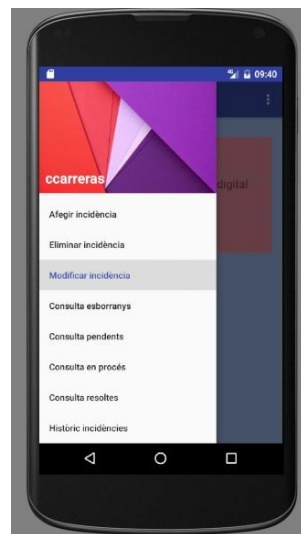 09:40
ccarreras
digital
Afegir incidència
Eliminar incidència
Modificar incidència
Consulta esborranys
Consulta pendents
Consulta en procés
Consulta resoltes
Històric incidències